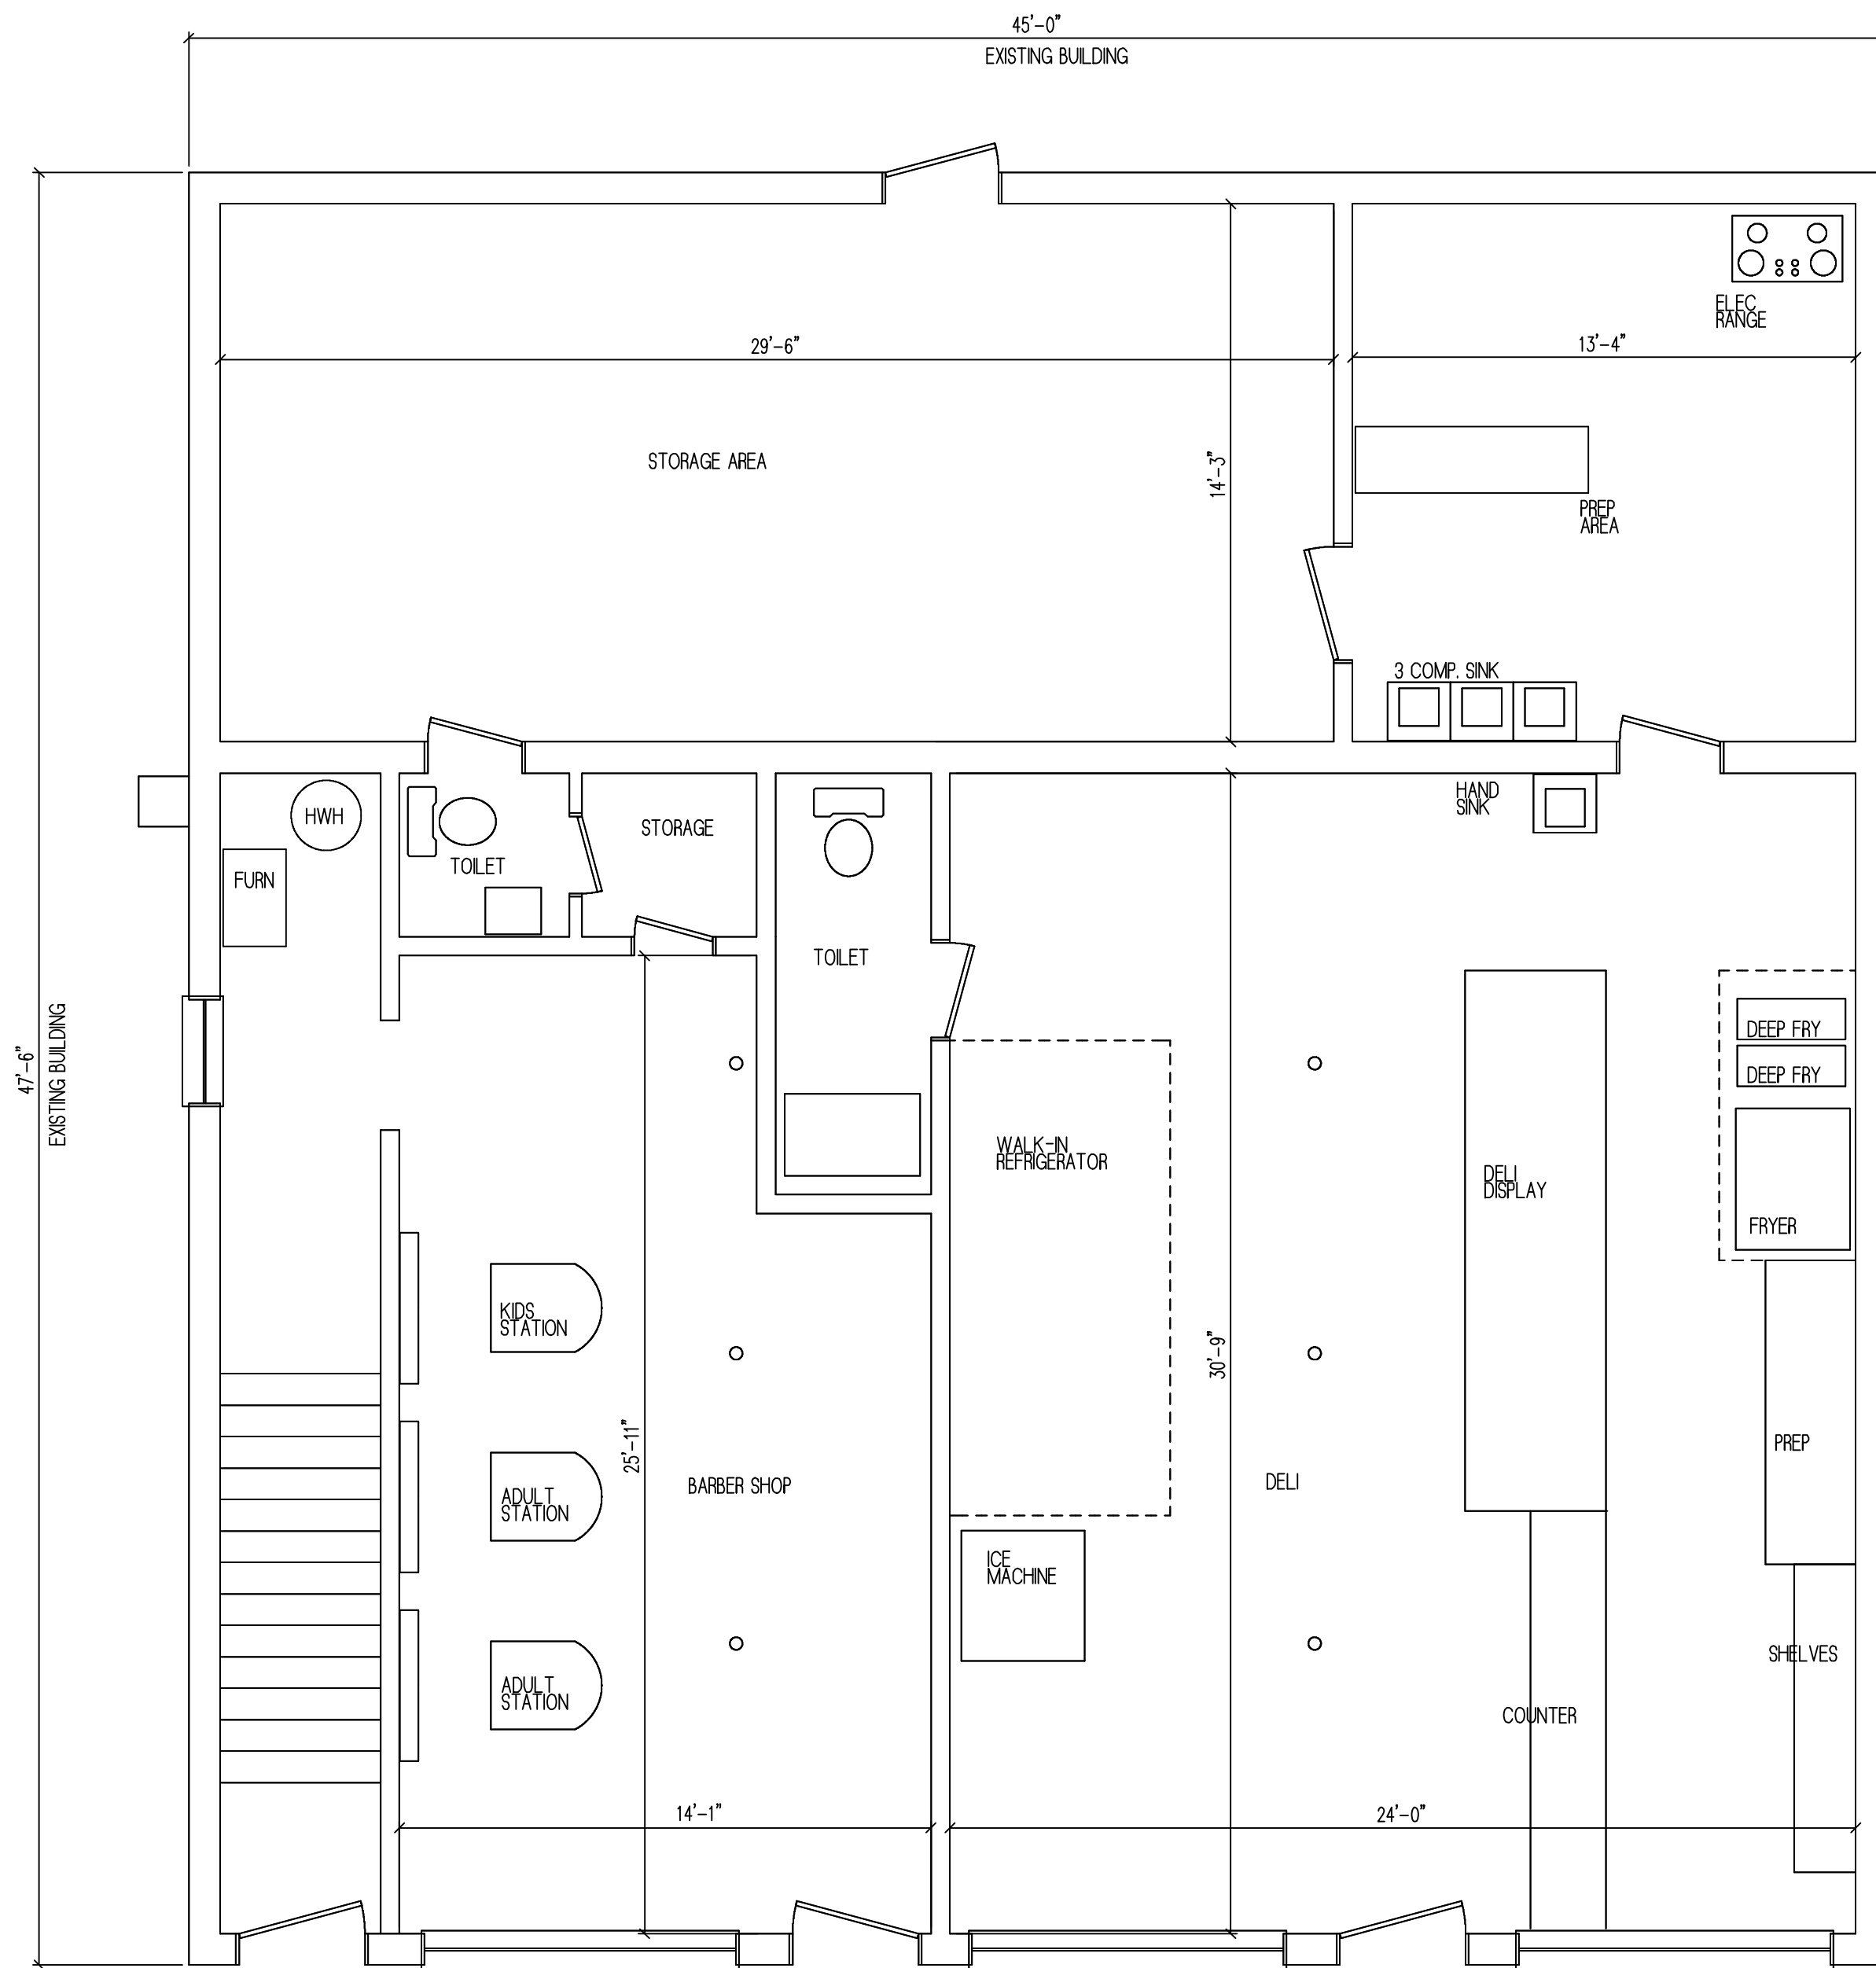 45'-0"
EXISTING BUILDING
ELEC
RANGE
29'-6"
13'-4"
STORAGE AREA
14'-3"
PREP
AREA
3 COMP. SINK
HWH
FURN
TOILET
STORAGE
HAND
SINK
TOILET
47'-6"
EXISTING BUILDING
DEEP FRY
DEEP FRY
WALK-IN
REFRIGERATOR
DELI
DISPLAY
FRYER
KIDS
STATION
30'-9"
25'-11"
PREP
ADULT
STATION
BARBER SHOP
DELI
ICE
MACHINE
ADULT
STATION
SHELVES
COUNTER
14'-1"
24'-0"